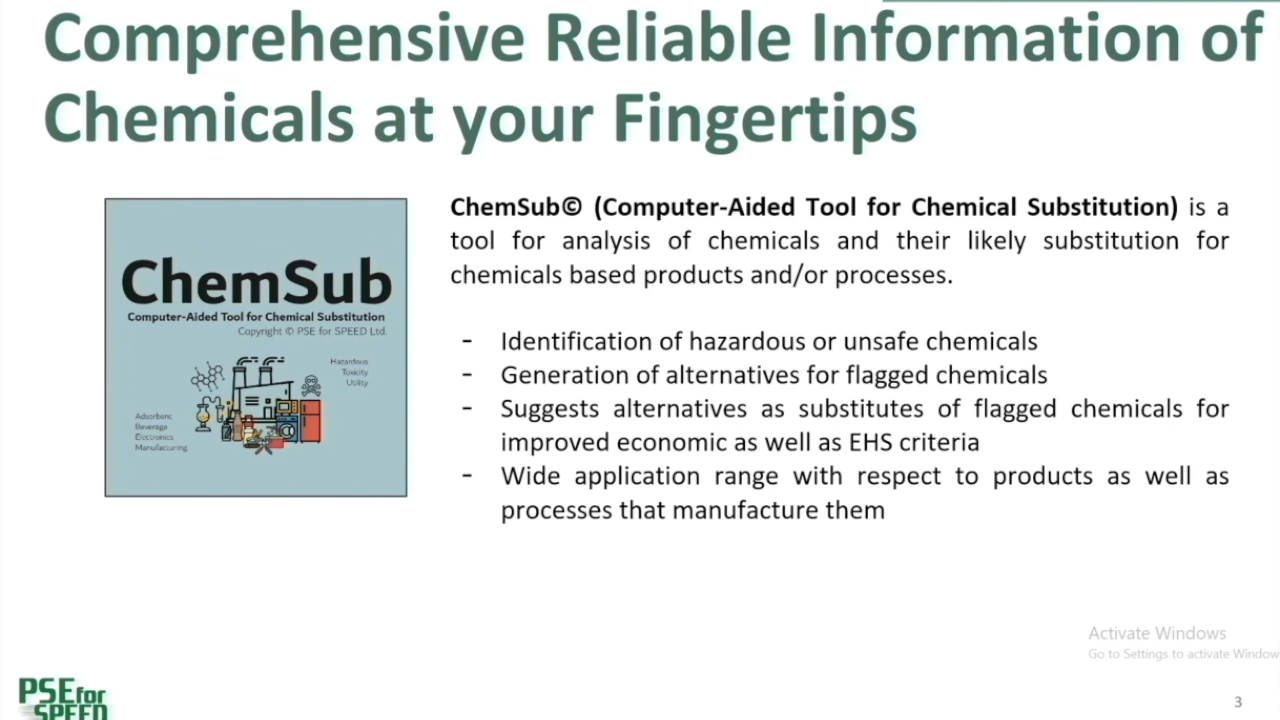 Comprehensive Reliable Information of
Chemicals at your Fingertips
ChemSub
Computer-Aided Tool for Chemical Substitution
Copyright © PSE for SPEED Ltd.
Hazardous
Toxicity
Utility
Adsorbent
Beverage
Electronics
Manufacturing
ChemSub© (Computer-Aided Tool for Chemical Substitution) is a
tool for analysis of chemicals and their likely substitution for
chemicals based products and/or processes.
- Identification of hazardous or unsafe chemicals
- Generation of alternatives for flagged chemicals
- Suggests alternatives as substitutes of flagged chemicals for
improved economic as well as EHS criteria
- Wide application range with respect to products as well as
processes that manufacture them
Activate Windows
Go to Settings to activate Window
PSE for
SPEED
3